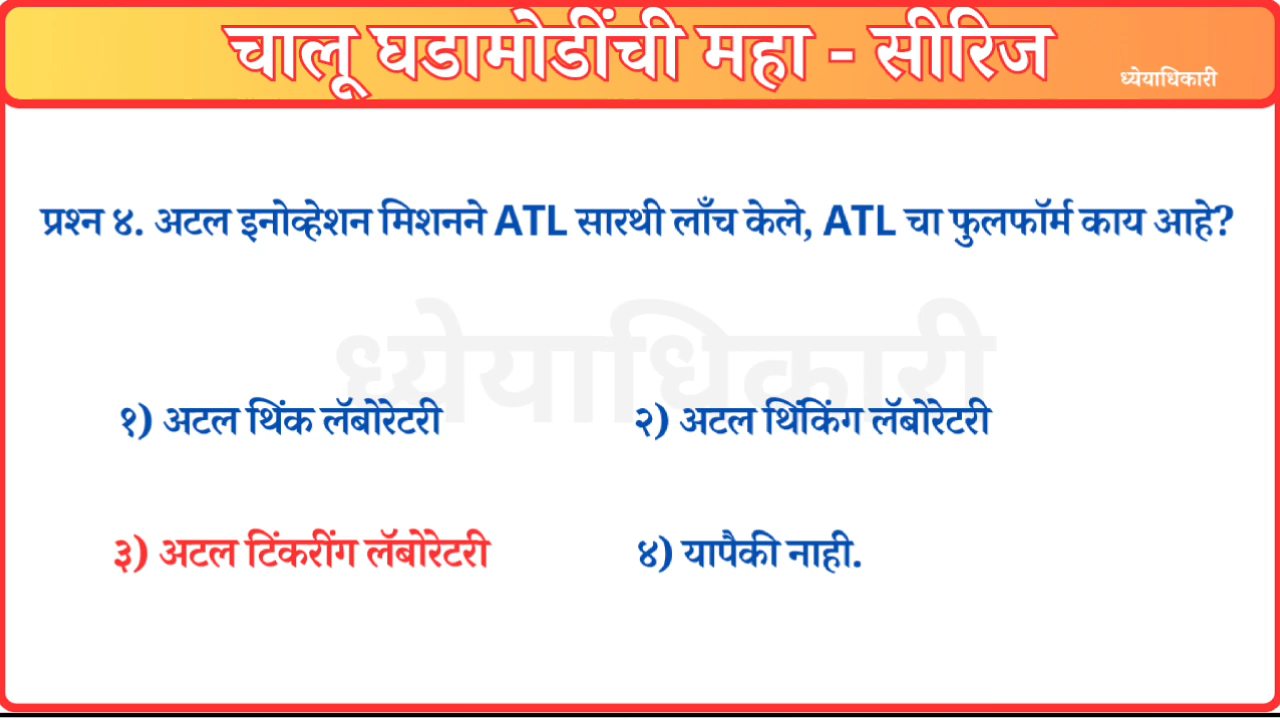 चालू घडामोडींची महा - सीरिज
ध्येयाधिकारी
प्रश्न ४. अटल इनोव्हेशन मिशनने ATL सारथी लाँच केले, ATL चा फुलफॉर्म काय आहे?
ध्येयाधिकारी
१) अटल थिंक लॅबोरेटरी
२) अटल थिंकिंग लॅबोरेटरी
३) अटल टिंकरींग लॅबोरेटरी
४) यापैकी नाही.